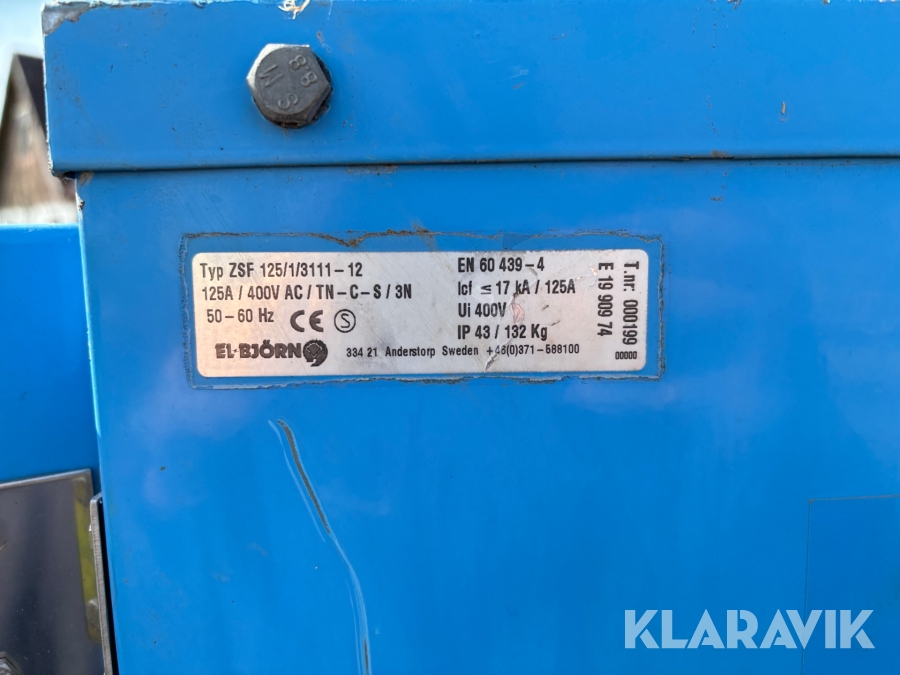 8.8
M S
Typ ZSF 125/1/3111-12
125A / 400V AC / TN-C-S / 3N
50-60 Hz CE S
EL-BJÖRN
334 21 Anderstorp Sweden +46(0)371-588100
EN 60 439-4
Icf ≤ 17 kA / 125A
Ui 400V
IP 43 / 132 Kg
E 19 909 74
T.nr. 000199
00000
KLARAVIK